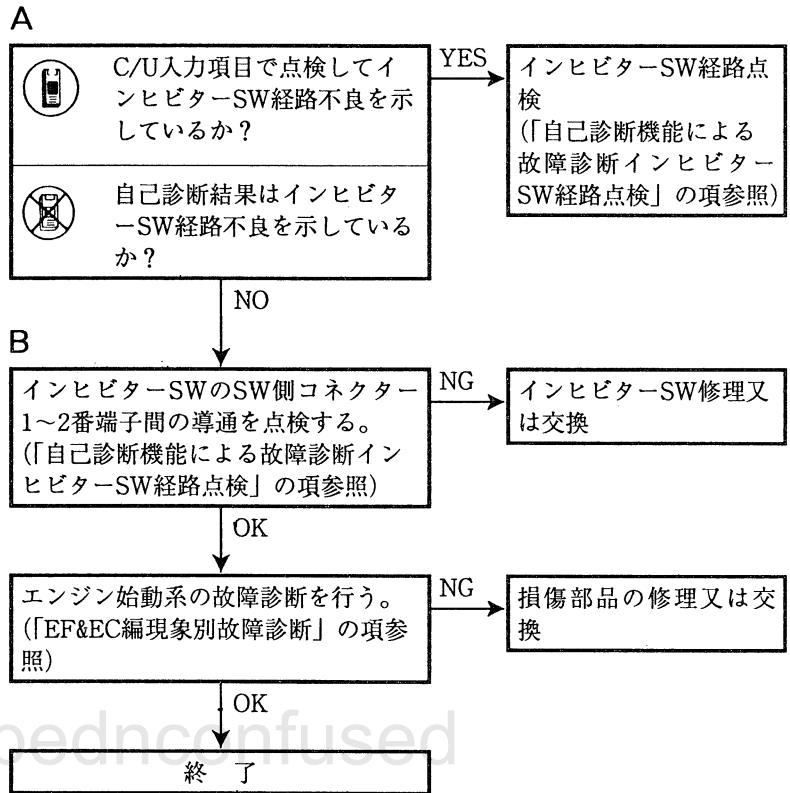 A
C/U入力項目で点検してイ
ンヒビターSW経路不良を示
しているか？
YES
インヒビターSW経路点
検
(「自己診断機能による
故障診断インヒビター
SW経路点検」の項参照)
自己診断結果はインヒビタ
ーSW経路不良を示している
か？
NO
B
インヒビターSWのSW側コネクター
1～2番端子間の導通を点検する。
(「自己診断機能による故障診断イン
ヒビターSW経路点検」の項参照)
NG
インヒビターSW修理又
は交換
OK
エンジン始動系の故障診断を行う。
(「EF&EC編現象別故障診断」の項参
照)
NG
損傷部品の修理又は交
換
OK
終 了
pednconfused